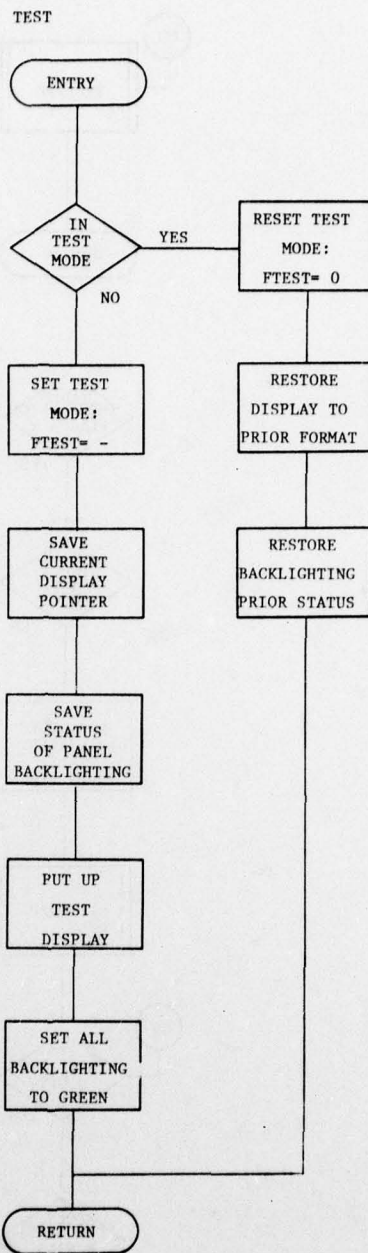 TEST
ENTRY
IN
TEST
MODE
YES
NO
RESET TEST
MODE:
FTEST= 0
SET TEST
MODE:
FTEST= -
RESTORE
DISPLAY TO
PRIOR FORMAT
SAVE
CURRENT
DISPLAY
POINTER
RESTORE
BACKLIGHTING
PRIOR STATUS
SAVE
STATUS
OF PANEL
BACKLIGHTING
PUT UP
TEST
DISPLAY
SET ALL
BACKLIGHTING
TO GREEN
RETURN